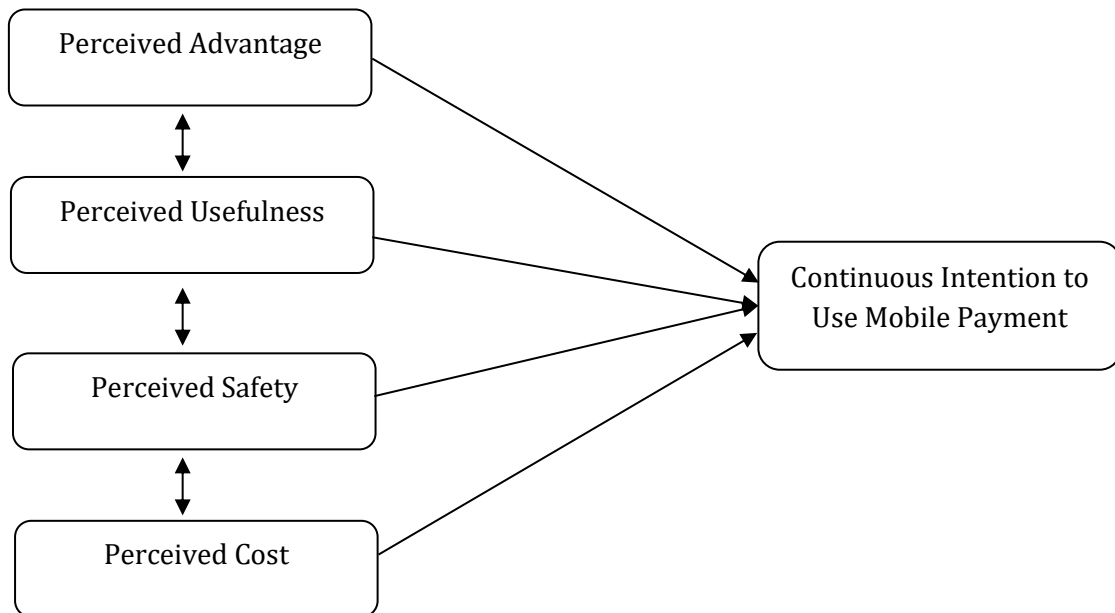 Perceived Advantage
Perceived Usefulness
Perceived Safety
Perceived Cost
Continuous Intention to
Use Mobile Payment